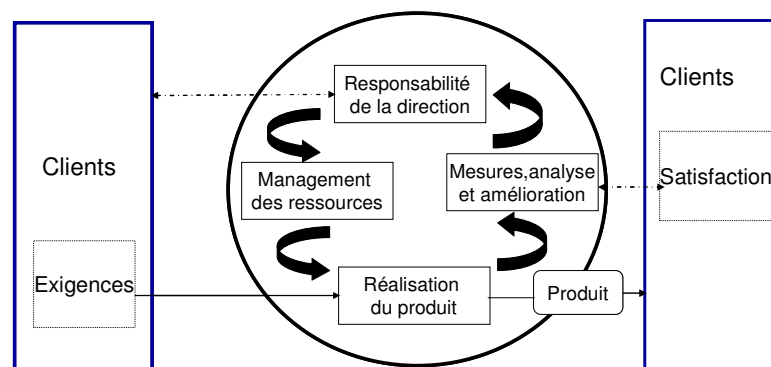 Responsabilité
de la direction
Clients
Clients
Management
des ressources
Mesures,analyse
et amélioration
Satisfaction
Exigences
Réalisation
du produit
Produit